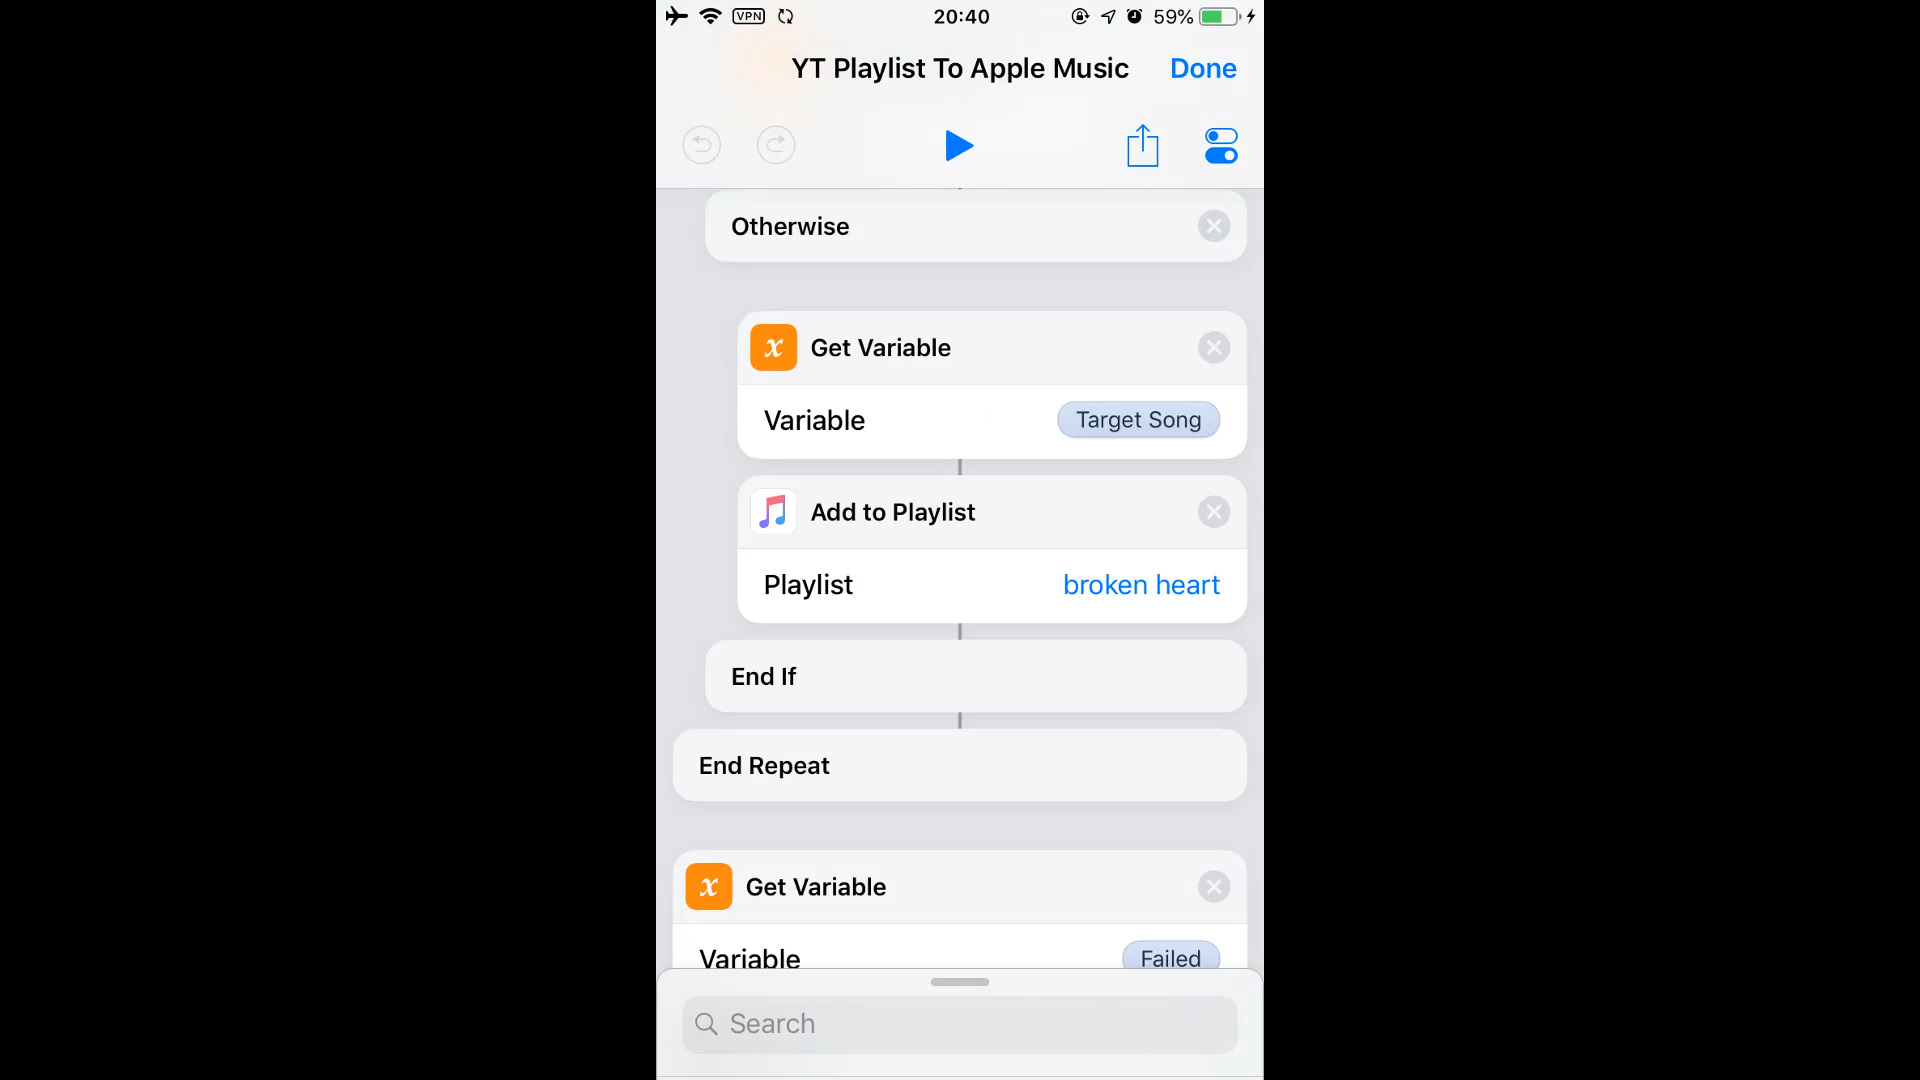 VPN 20:40 59%
YT Playlist To Apple Music Done
Otherwise
x Get Variable
Variable Target Song
Add to Playlist
Playlist broken heart
End If
End Repeat
x Get Variable
Variable Failed
Search